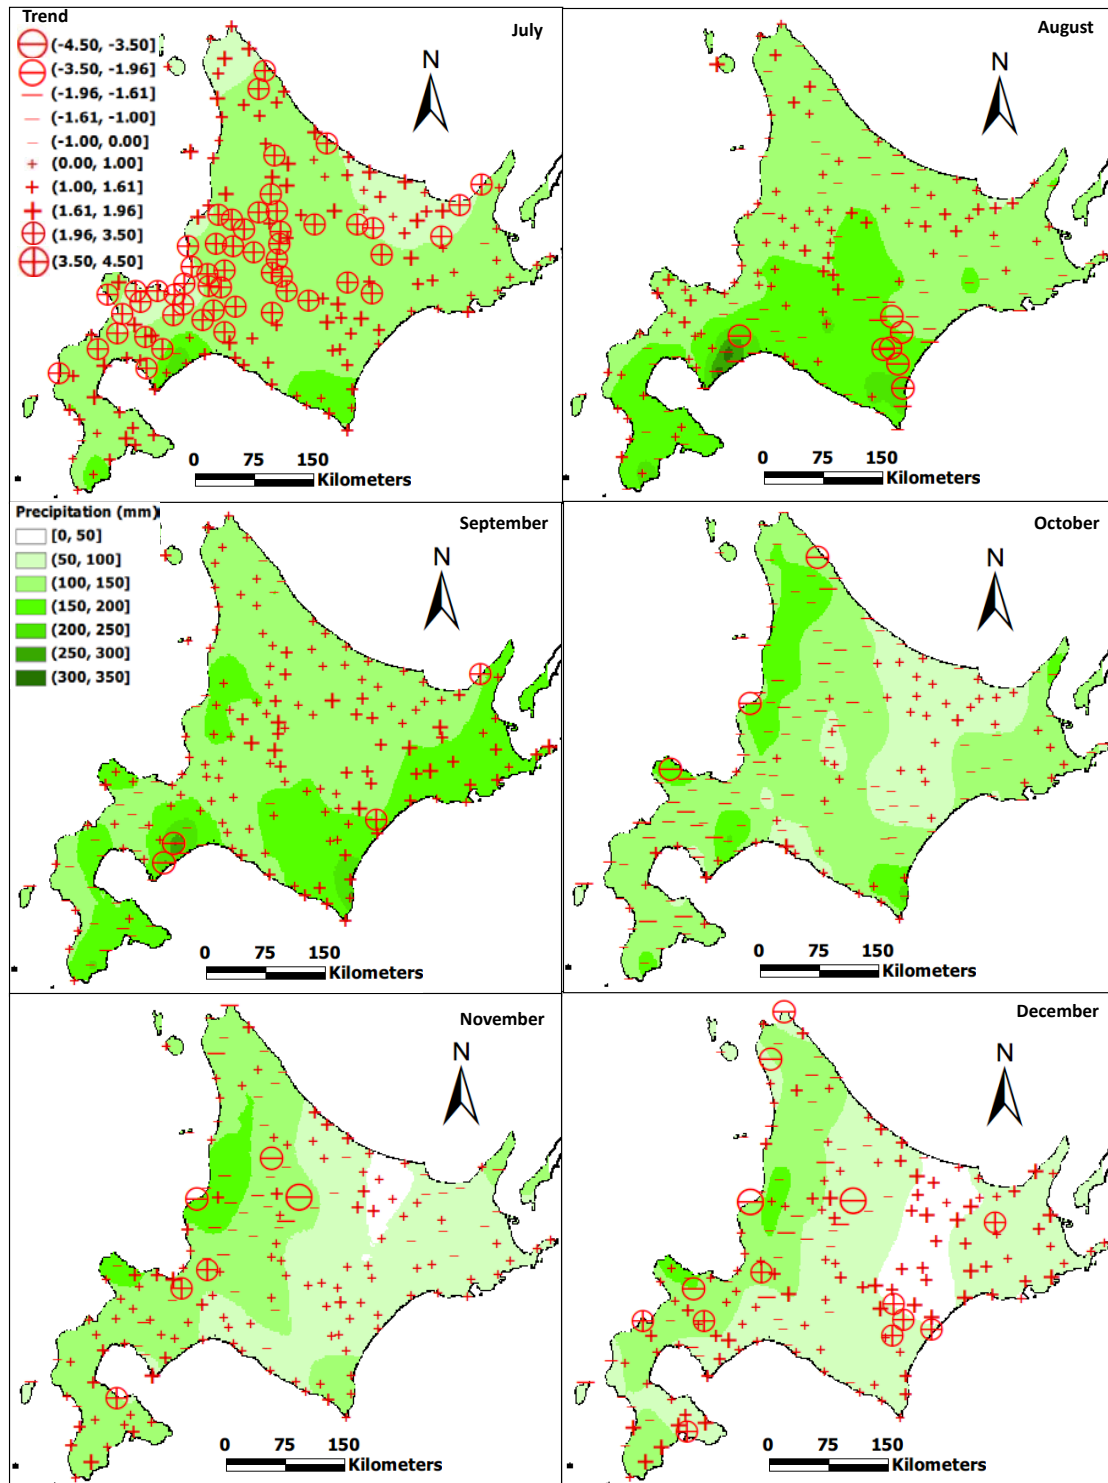 Trend
(-4.50, -3.50]
(-3.50, -1.96]
(-1.96, -1.61]
(-1.61, -1.00]
(-1.00, 0.00]
(0.00, 1.00]
(1.00, 1.61]
(1.61, 1.96]
(1.96, 3.50]
(3.50, 4.50]
July
N
0 75 150
Kilometers
August
N
0 75 150
Kilometers
Precipitation (mm)
[0, 50]
(50, 100]
(100, 150]
(150, 200]
(200, 250]
(250, 300]
(300, 350]
September
N
0 75 150
Kilometers
October
N
0 75 150
Kilometers
November
N
0 75 150
Kilometers
December
N
0 75 150
Kilometers